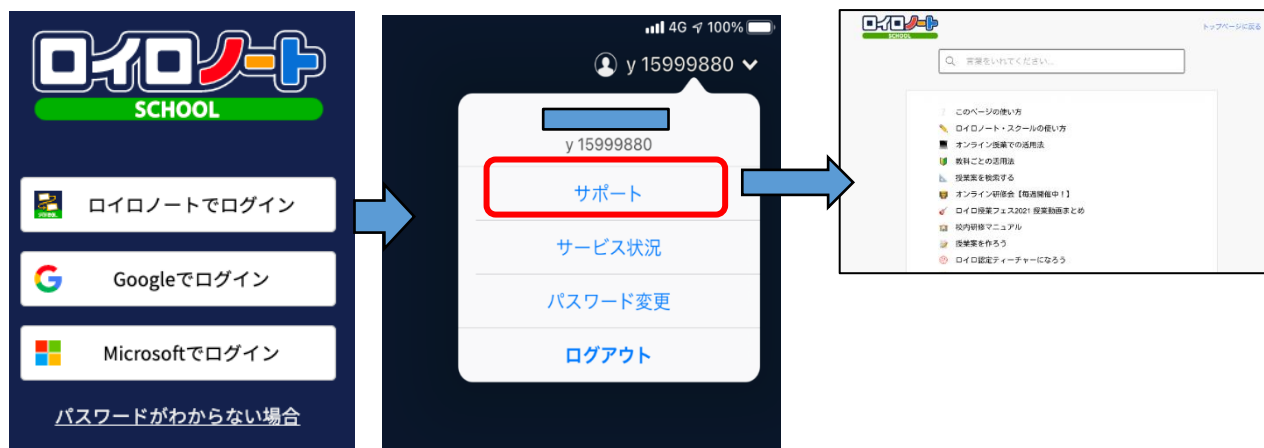 ロイロノート
SCHOOL
ロイロノートでログイン
Googleでログイン
Microsoftでログイン
パスワードがわからない場合
4G 100%
y 15999880
y 15999880
サポート
サービス状況
パスワード変更
ログアウト
ロイロノート
SCHOOL
トップページに戻る
言葉をいれてください...
このページの使い方
ロイロノート・スクールの使い方
オンライン授業での活用法
教科ごとの活用法
授業案を検索する
オンライン研修会【毎週開催中！】
ロイロ授業フェス2021 授業動画まとめ
校内研修マニュアル
授業案を作ろう
ロイロ認定ティーチャーになろう